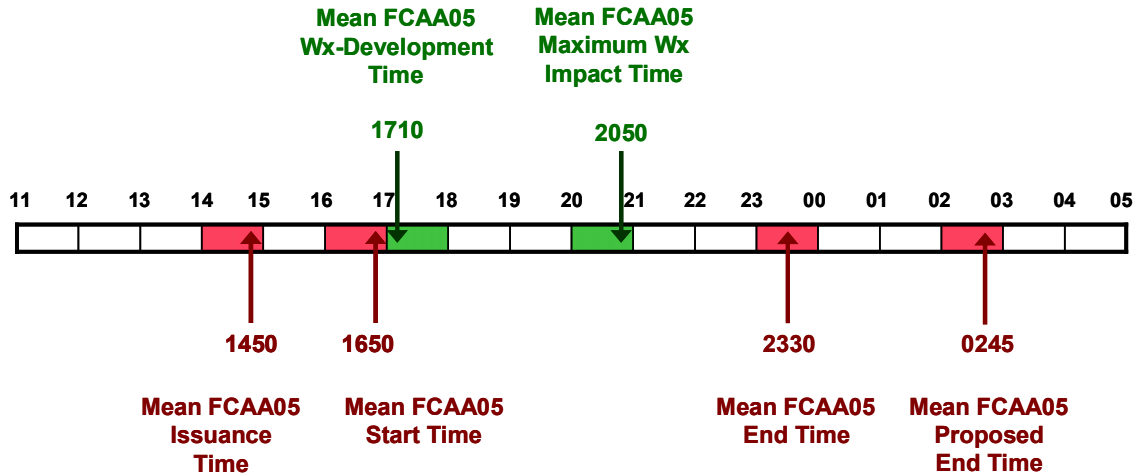 Mean FCAA05
Wx-Development
Time
1710
Mean FCAA05
Maximum Wx
Impact Time
2050
11 12 13 14 15 16 17 18 19 20 21 22 23 00 01 02 03 04 05
1450
1650
2330
0245
Mean FCAA05
Issuance
Time
Mean FCAA05
Start Time
Mean FCAA05
End Time
Mean FCAA05
Proposed
End Time